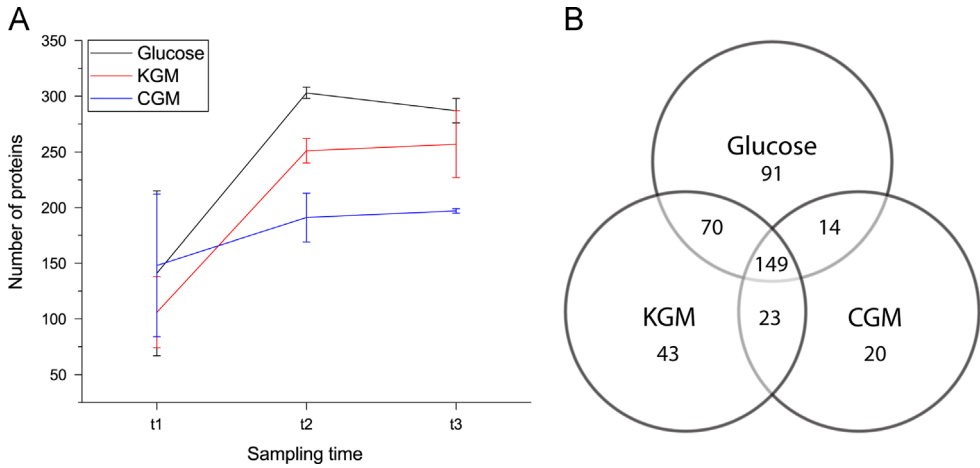 A
B
350
300
250
200
150
100
50
Number of proteins
Glucose
KGM
CGM
t1
t2
t3
Sampling time
Glucose
91
70
14
149
KGM
43
23
CGM
20